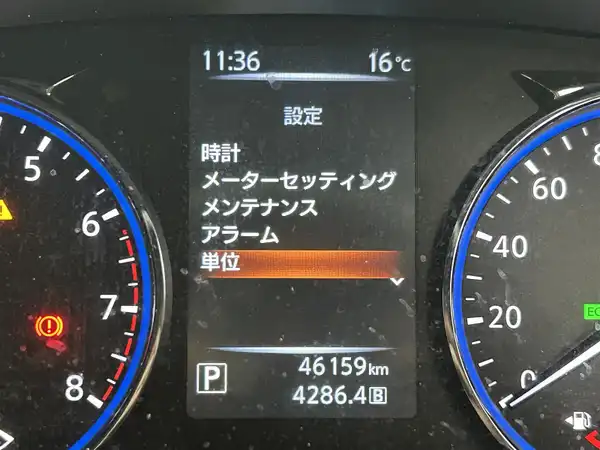 11:36 16°C
設定
時計
メーターセッティング
メンテナンス
アラーム
単位
P 46159km
4286.4 B
5
6
7
8
60
40
20
0